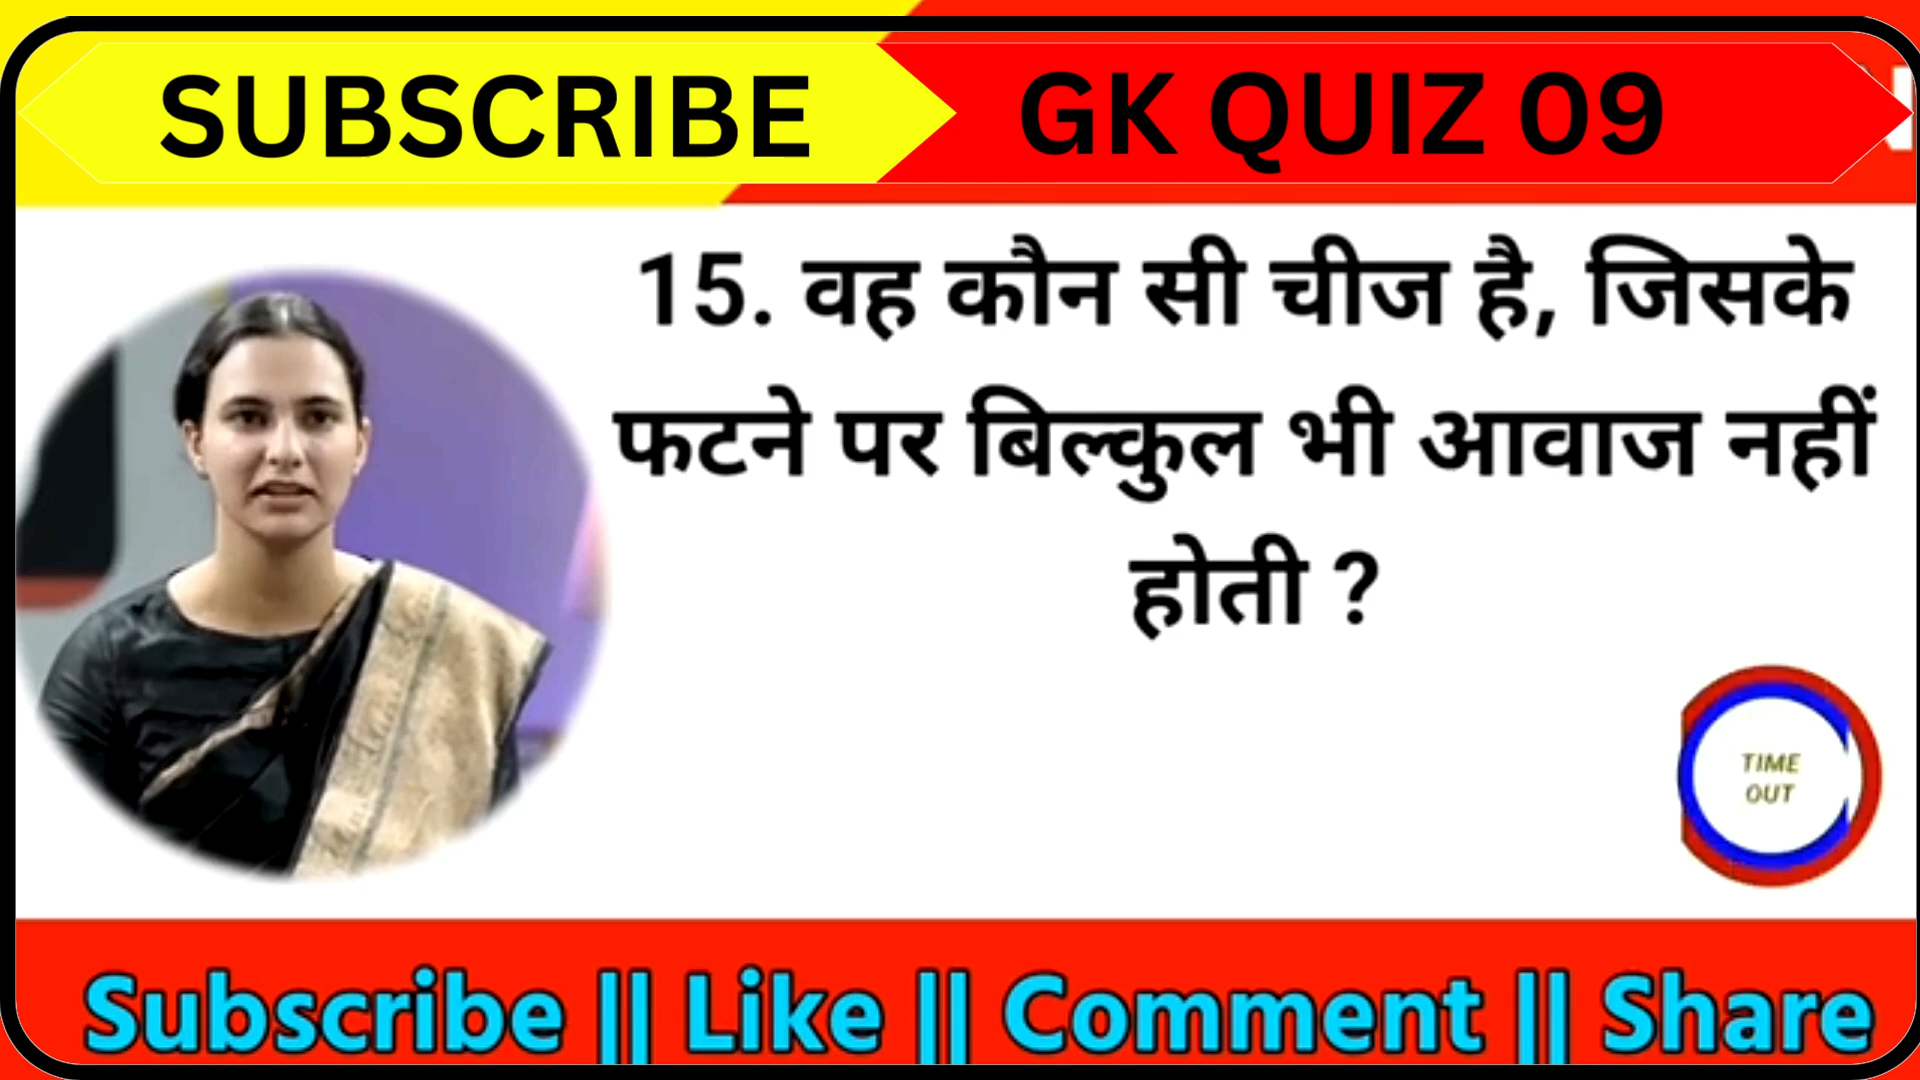 SUBSCRIBE GK QUIZ 09
15. वह कौन सी चीज है, जिसके
फटने पर बिल्कुल भी आवाज नहीं
होती ?
TIME
OUT
Subscribe || Like || Comment || Share